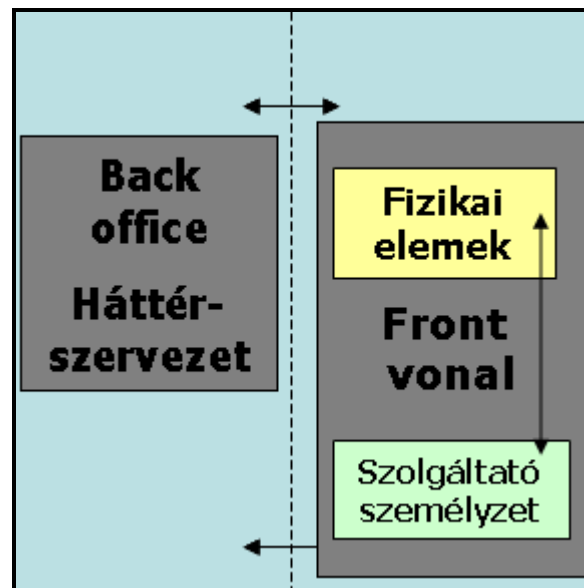 Back
office
Háttér-
szervezet
Fizikai
elemek
Front
vonal
Szolgáltató
személyzet